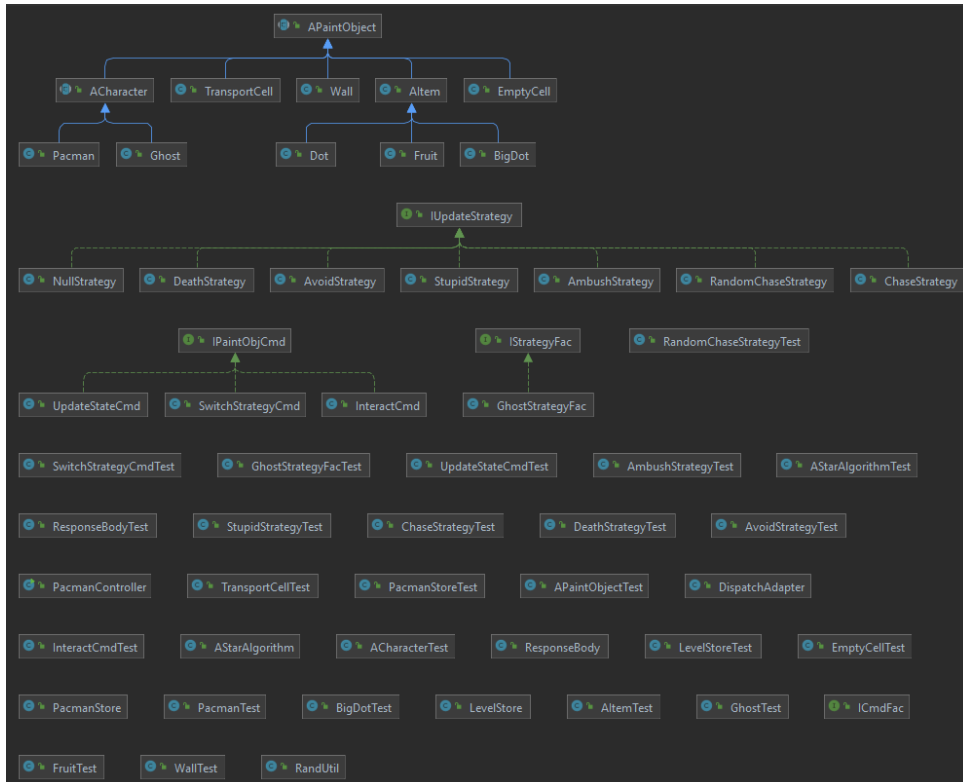 APaintObject
ACharacter TransportCell Wall AItem EmptyCell
Pacman Ghost Dot Fruit BigDot
IUpdateStrategy
NullStrategy DeathStrategy AvoidStrategy StupidStrategy AmbushStrategy RandomChaseStrategy ChaseStrategy
IPaintObjCmd IStrategyFac RandomChaseStrategyTest
UpdateStateCmd SwitchStrategyCmd InteractCmd GhostStrategyFac
SwitchStrategyCmdTest GhostStrategyFacTest UpdateStateCmdTest AmbushStrategyTest AStarAlgorithmTest
ResponseBodyTest StupidStrategyTest ChaseStrategyTest DeathStrategyTest AvoidStrategyTest
PacmanController TransportCellTest PacmanStoreTest APaintObjectTest DispatchAdapter
InteractCmdTest AStarAlgorithm ACharacterTest ResponseBody LevelStoreTest EmptyCellTest
PacmanStore PacmanTest BigDotTest LevelStore AItemTest GhostTest ICmdFac
FruitTest WallTest RandUtil